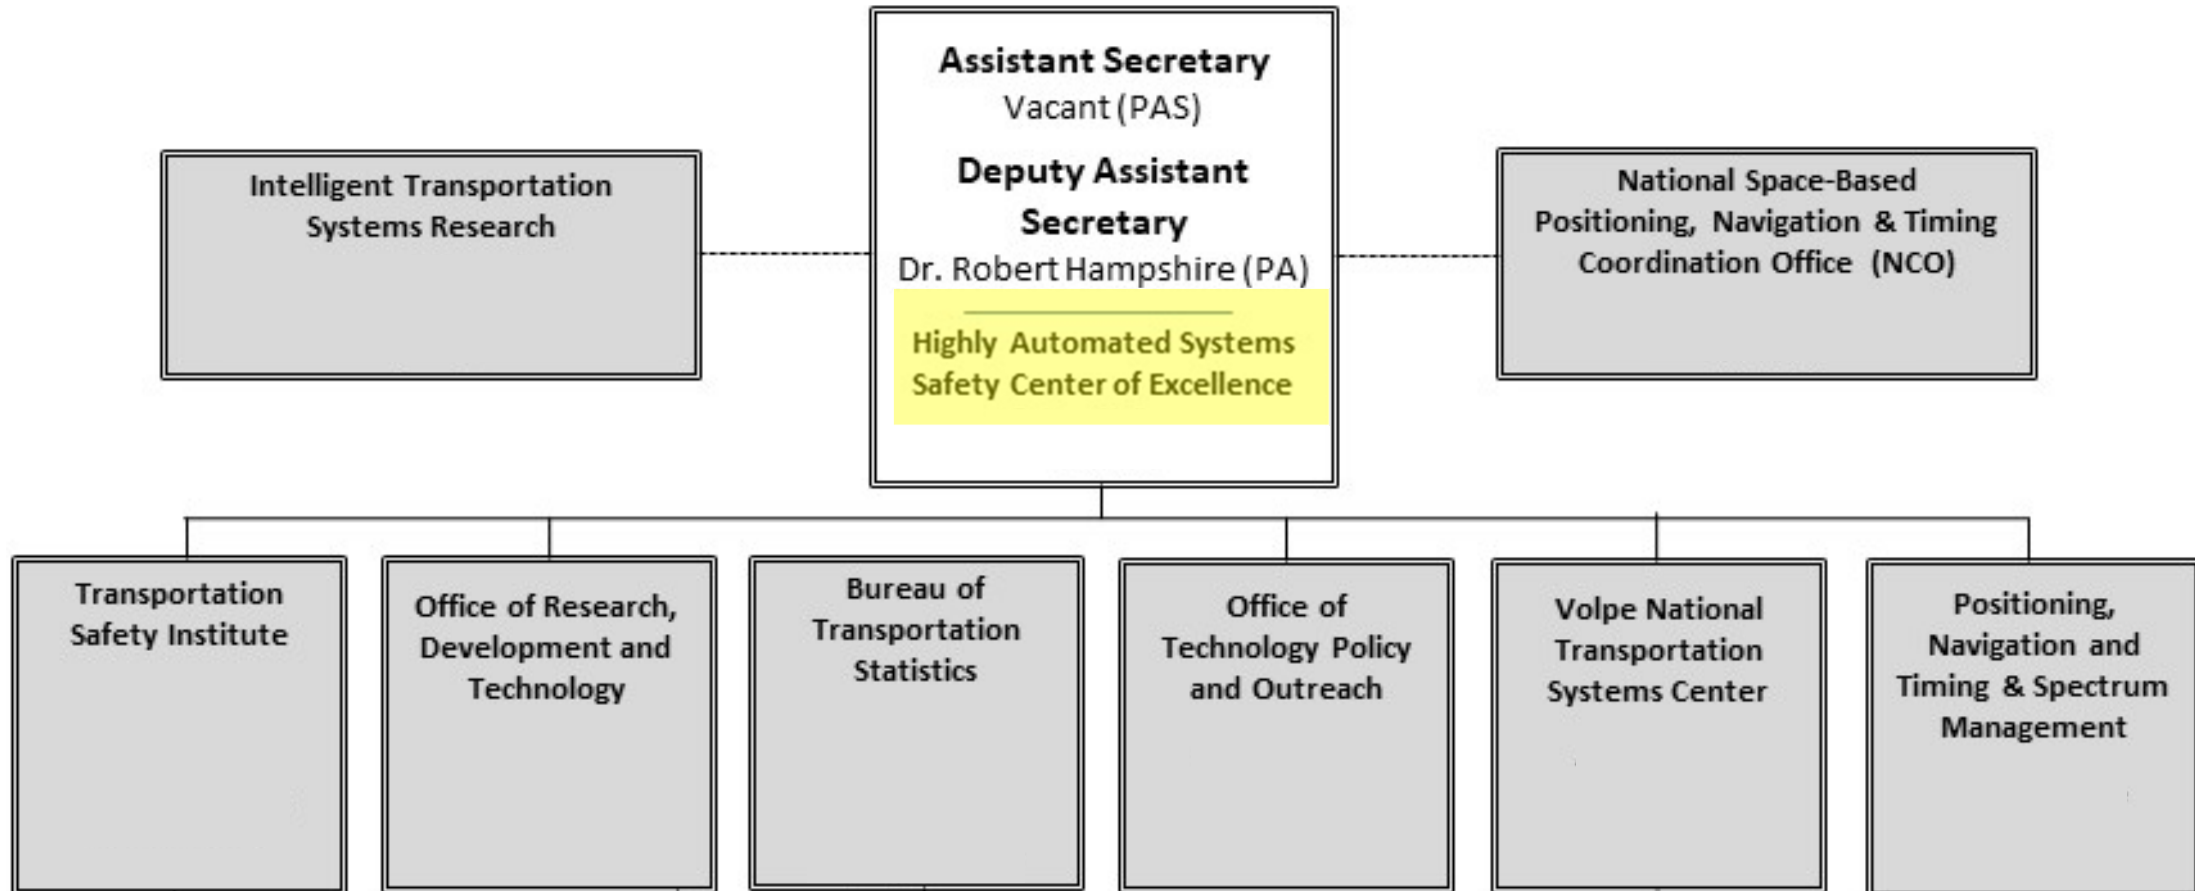 Assistant Secretary
Vacant (PAS)
Deputy Assistant
Secretary
Dr. Robert Hampshire (PA)
Highly Automated Systems
Safety Center of Excellence
Intelligent Transportation
Systems Research
National Space-Based
Positioning, Navigation & Timing
Coordination Office (NCO)
Transportation
Safety Institute
Office of Research,
Development and
Technology
Bureau of
Transportation
Statistics
Office of
Technology Policy
and Outreach
Volpe National
Transportation
Systems Center
Positioning,
Navigation and
Timing & Spectrum
Management